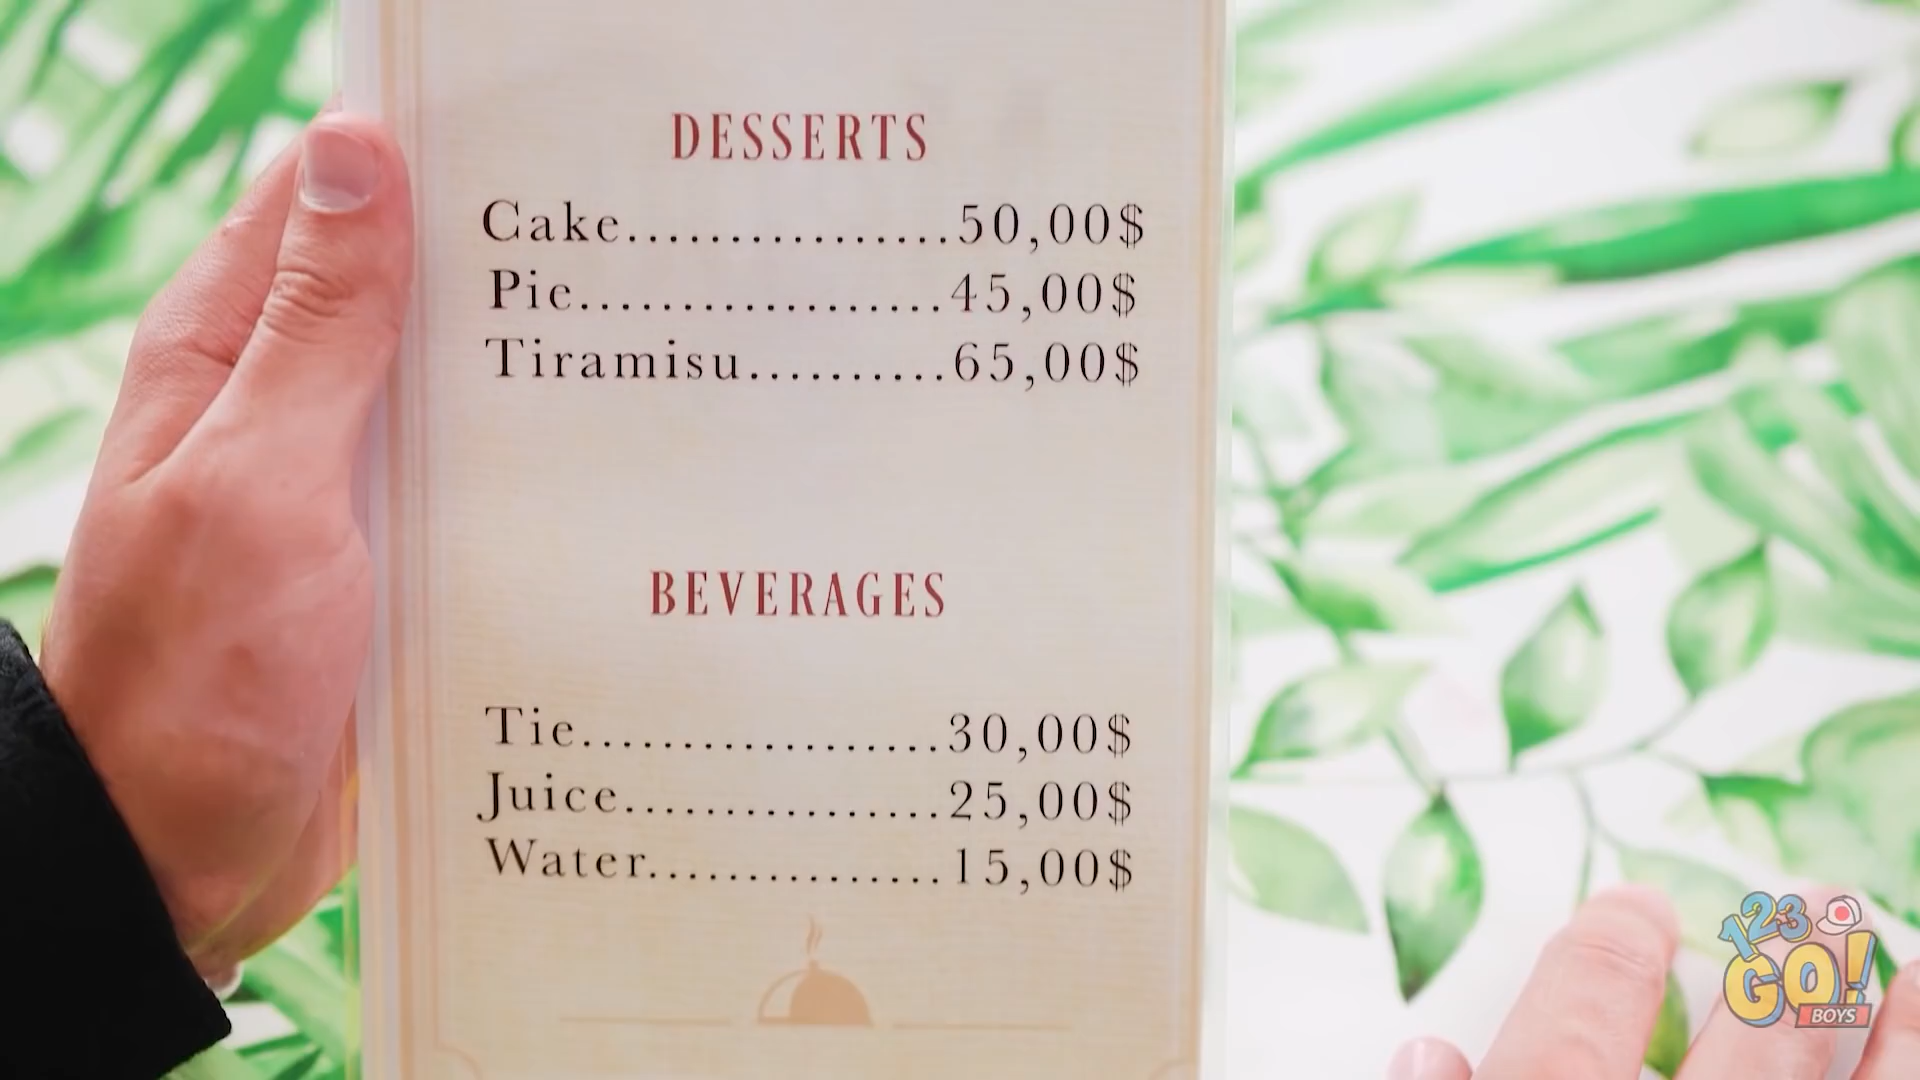 DESSERTS
Cake................50,00$
Pie..................45,00$
Tiramisu..........65,00$
BEVERAGES
Tie..................30,00$
Juice................25,00$
Water...............15,00$
123
GO!
BOYS